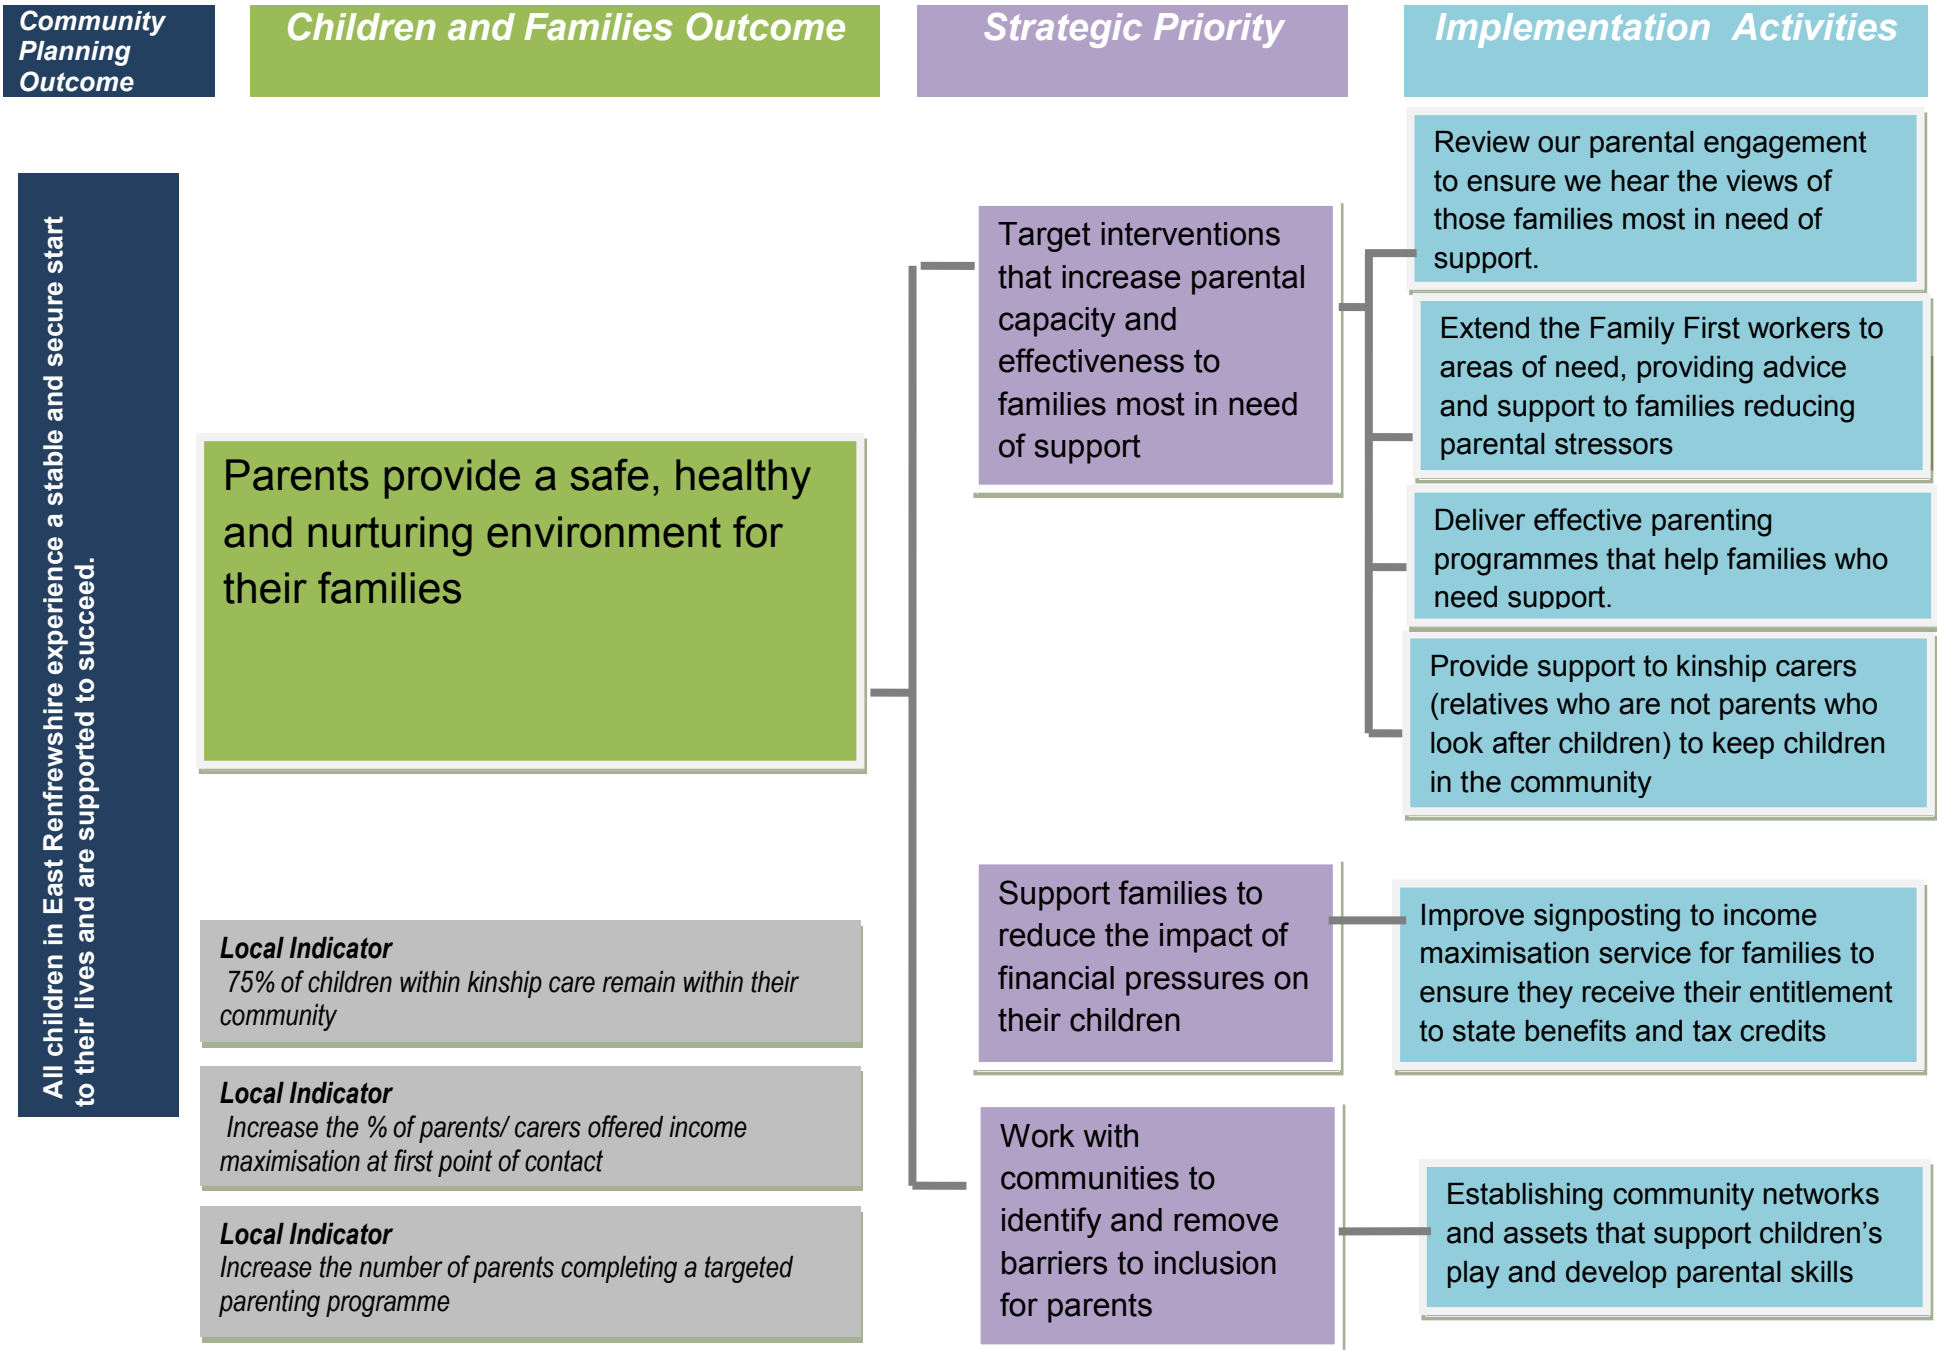 Community
Planning
Outcome
Children and Families Outcome
Strategic Priority
Implementation Activities
All children in East Renfrewshire experience a stable and secure start
to their lives and are supported to succeed.
Parents provide a safe, healthy
and nurturing environment for
their families
Local Indicator
75% of children within kinship care remain within their
community
Local Indicator
Increase the % of parents/ carers offered income
maximisation at first point of contact
Local Indicator
Increase the number of parents completing a targeted
parenting programme
Target interventions
that increase parental
capacity and
effectiveness to
families most in need
of support
Support families to
reduce the impact of
financial pressures on
their children
Work with
communities to
identify and remove
barriers to inclusion
for parents
Review our parental engagement
to ensure we hear the views of
those families most in need of
support.
Extend the Family First workers to
areas of need, providing advice
and support to families reducing
parental stressors
Deliver effective parenting
programmes that help families who
need support.
Provide support to kinship carers
(relatives who are not parents who
look after children) to keep children
in the community
Improve signposting to income
maximisation service for families to
ensure they receive their entitlement
to state benefits and tax credits
Establishing community networks
and assets that support children’s
play and develop parental skills